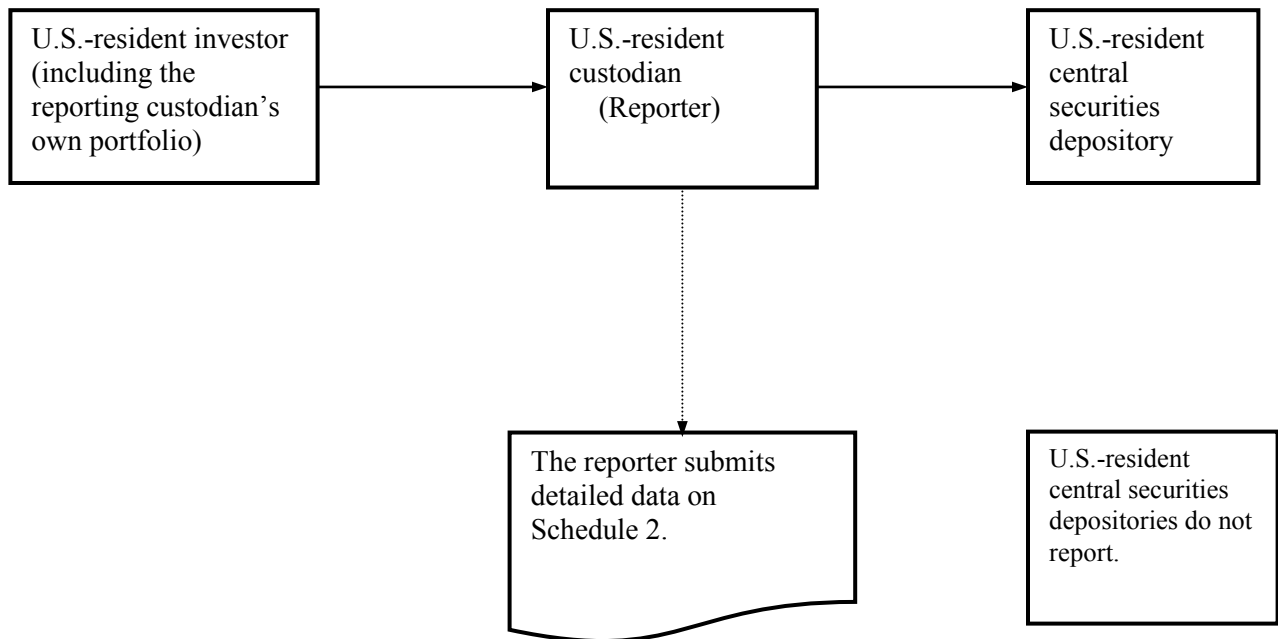 U.S.-resident investor
(including the
reporting custodian's
own portfolio)
U.S.-resident
custodian
(Reporter)
U.S.-resident
central
securities
depository
The reporter submits
detailed data on
Schedule 2.
U.S.-resident
central securities
depositories do not
report.